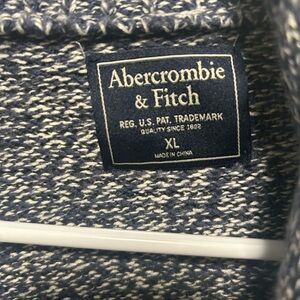 Abercrombie
& Fitch
REG. U.S. PAT. TRADEMARK
QUALITY SINCE 1892
XL
MADE IN CHINA